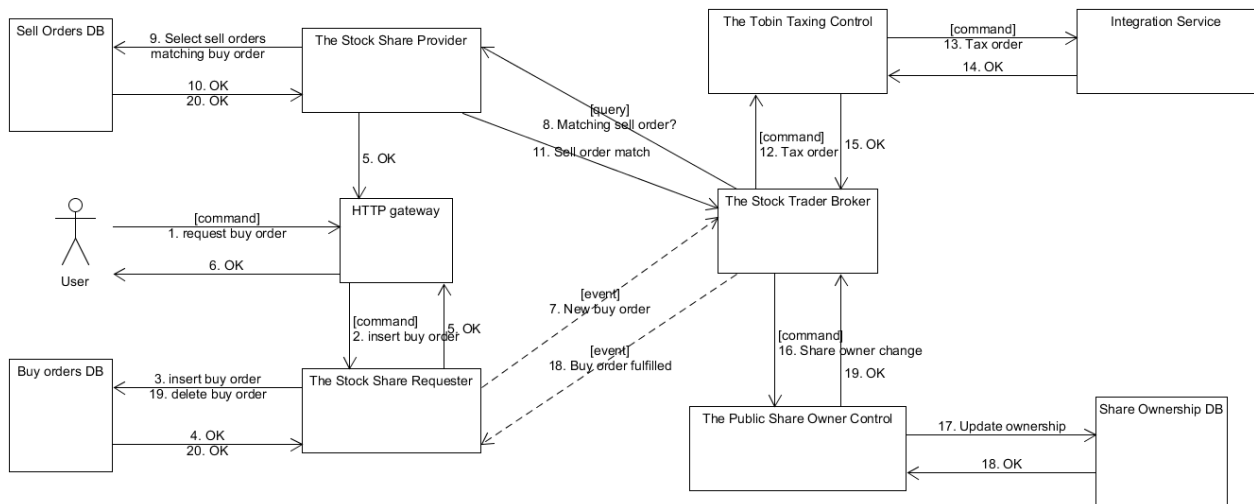 Sell Orders DB
9. Select sell orders
matching buy order
10. OK
20. OK
The Stock Share Provider
The Tobin Taxing Control
[command]
13. Tax order
14. OK
Integration Service
[query]
8. Matching sell order?
11. Sell order match
[command]
12. Tax order
15. OK
5. OK
User
[command]
1. request buy order
6. OK
HTTP gateway
The Stock Trader Broker
[command]
2. insert buy order
5. OK
[event]
7. New buy order
[event]
18. Buy order fulfilled
[command]
16. Share owner change
19. OK
Buy orders DB
3. insert buy order
19. delete buy order
4. OK
20. OK
The Stock Share Requester
The Public Share Owner Control
17. Update ownership
18. OK
Share Ownership DB